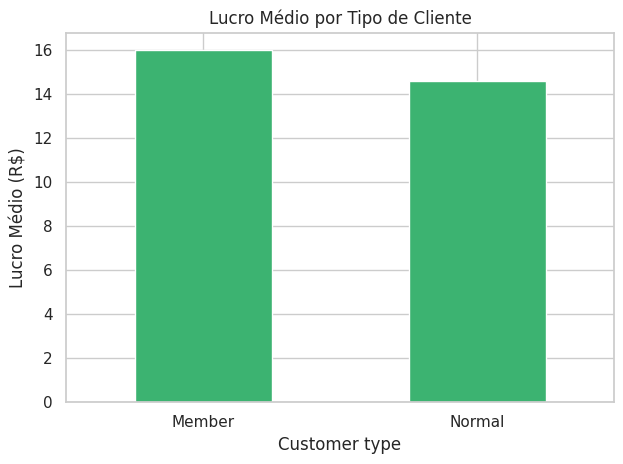 Lucro Médio por Tipo de Cliente
Lucro Médio (R$)
16
14
12
10
8
6
4
2
0
Member
Normal
Customer type